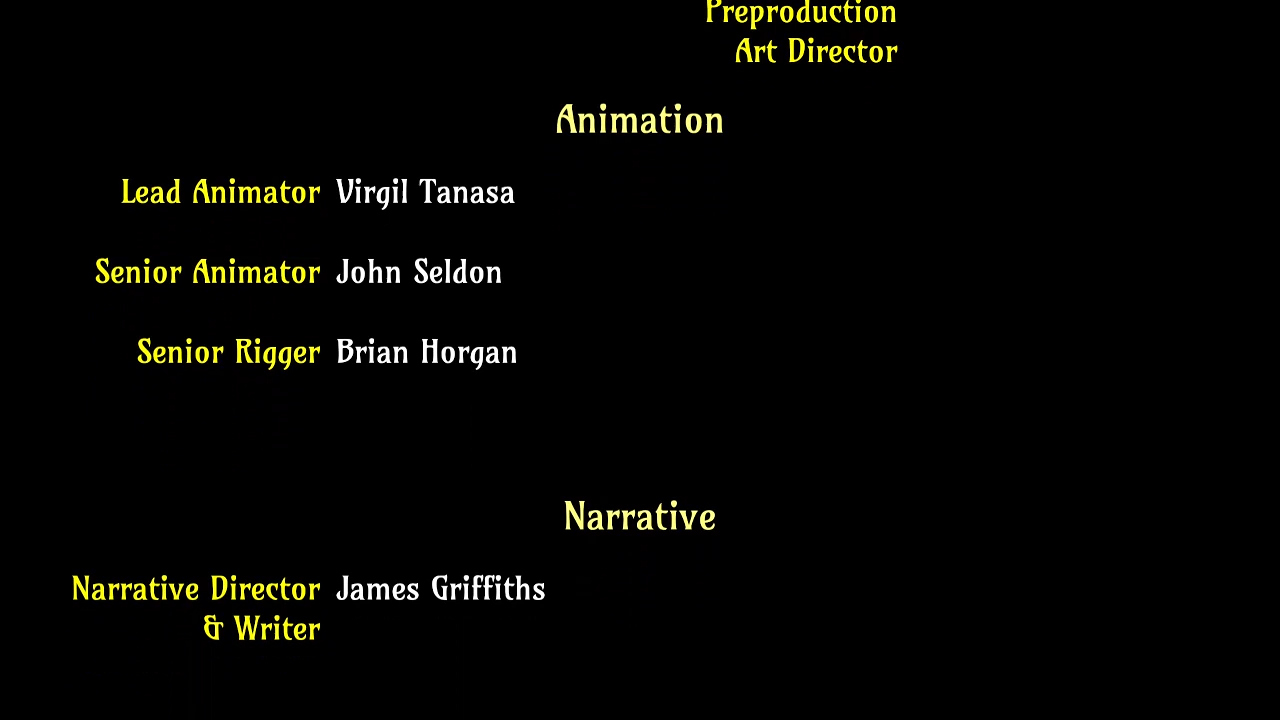 Preproduction
Art Director
Animation
Lead Animator Virgil Tanasa
Senior Animator John Seldon
Senior Rigger Brian Horgan
Narrative
Narrative Director James Griffiths
& Writer